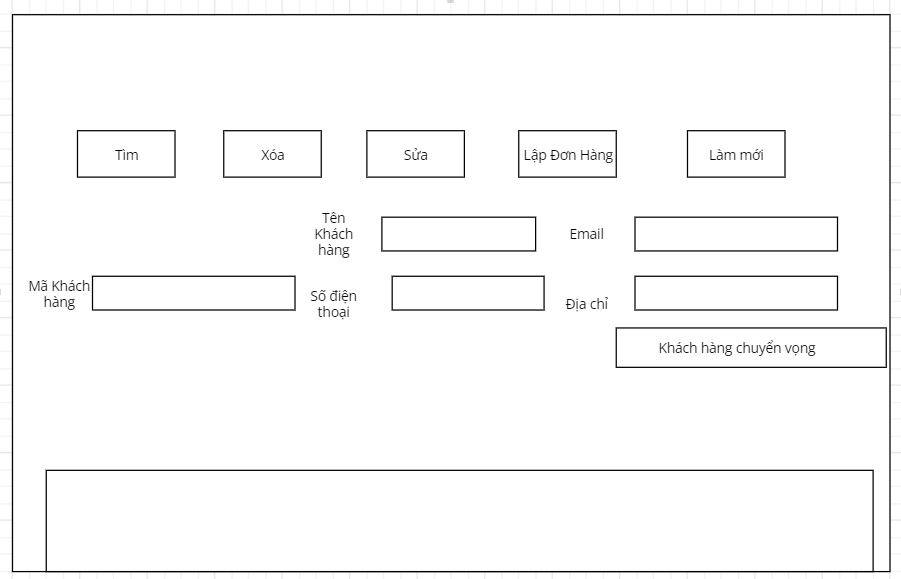 Tìm
Xóa
Sửa
Lập Đơn Hàng
Làm mới
Tên
Khách
hàng
Email
Mã Khách
hàng
Số điện
thoại
Địa chỉ
Khách hàng chuyển vọng